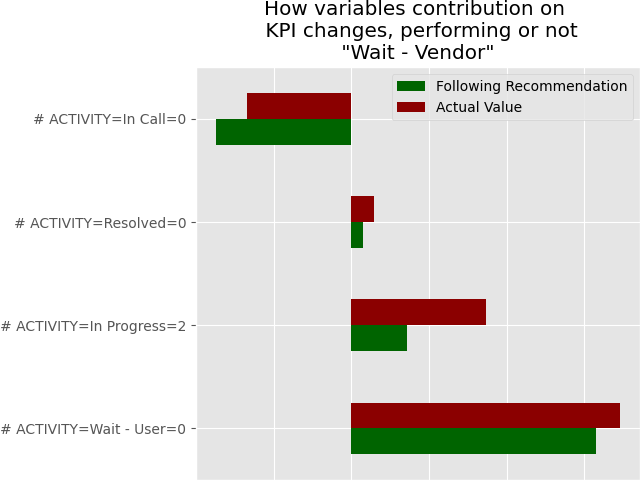 How variables contribution on
KPI changes, performing or not
"Wait - Vendor"
Following Recommendation
Actual Value
# ACTIVITY=In Call=0
# ACTIVITY=Resolved=0
# ACTIVITY=In Progress=2
# ACTIVITY=Wait - User=0